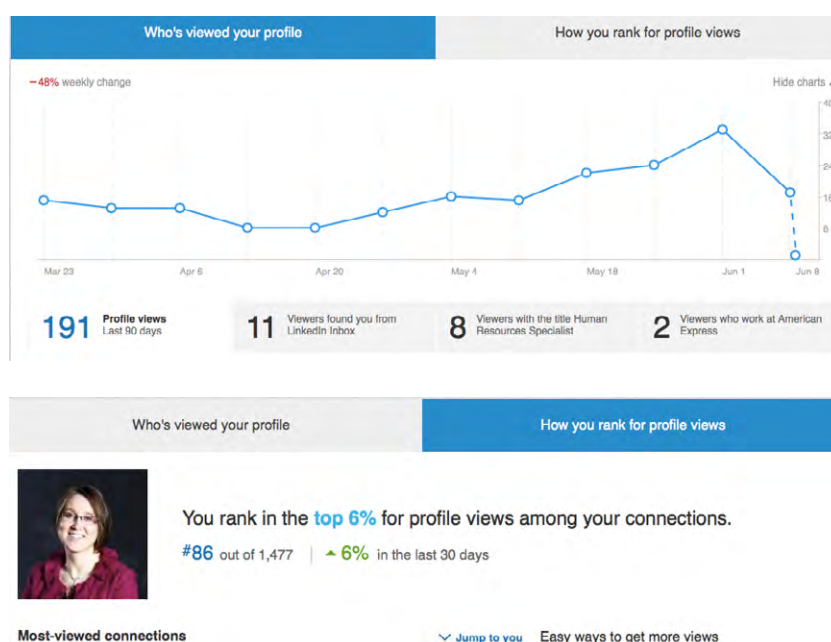 Who's viewed your profile
How you rank for profile views
−48% weekly change
Hide charts
40
32
24
16
8
Mar 23
Apr 6
Apr 20
May 4
May 18
Jun 1
Jun 8
191
Profile views
Last 90 days
11
Viewers found you from
LinkedIn Inbox
8
Viewers with the title Human
Resources Specialist
2
Viewers who work at American
Express
Who's viewed your profile
How you rank for profile views
You rank in the top 6% for profile views among your connections.
#86 out of 1,477 | 6% in the last 30 days
Most-viewed connections
Jump to you
Easy ways to get more views